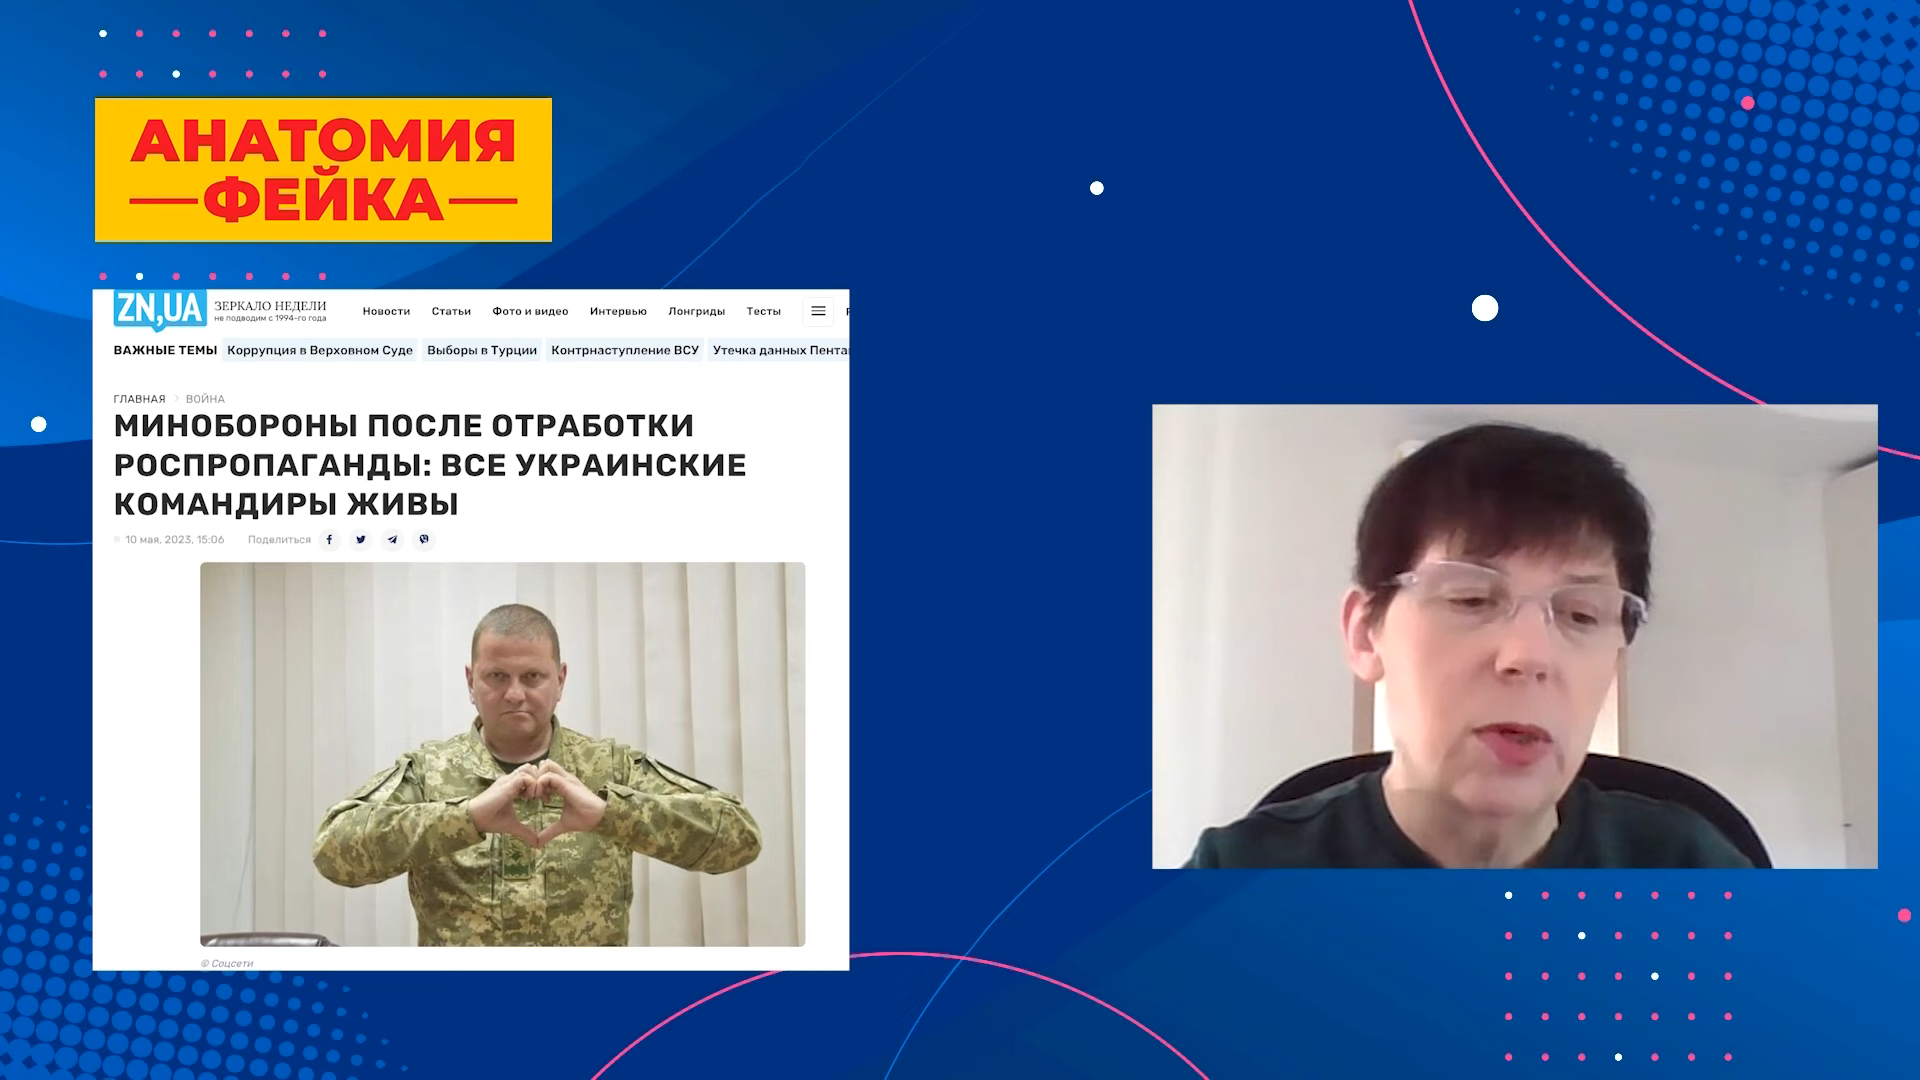 АНАТОМИЯ
ФЕЙКА
ZN,UA
ЗЕРКАЛО НЕДЕЛИ
не подводим с 1994-го года
Новости Статьи Фото и видео Интервью Лонгриды Тесты
ВАЖНЫЕ ТЕМЫ Коррупция в Верховном Суде Выборы в Турции Контрнаступление ВСУ Утечка данных Пента
ГЛАВНАЯ > ВОЙНА
МИНОБОРОНЫ ПОСЛЕ ОТРАБОТКИ
РОСПРОПАГАНДЫ: ВСЕ УКРАИНСКИЕ
КОМАНДИРЫ ЖИВЫ
10 мая, 2023, 15:06 Поделиться
© Соцсети